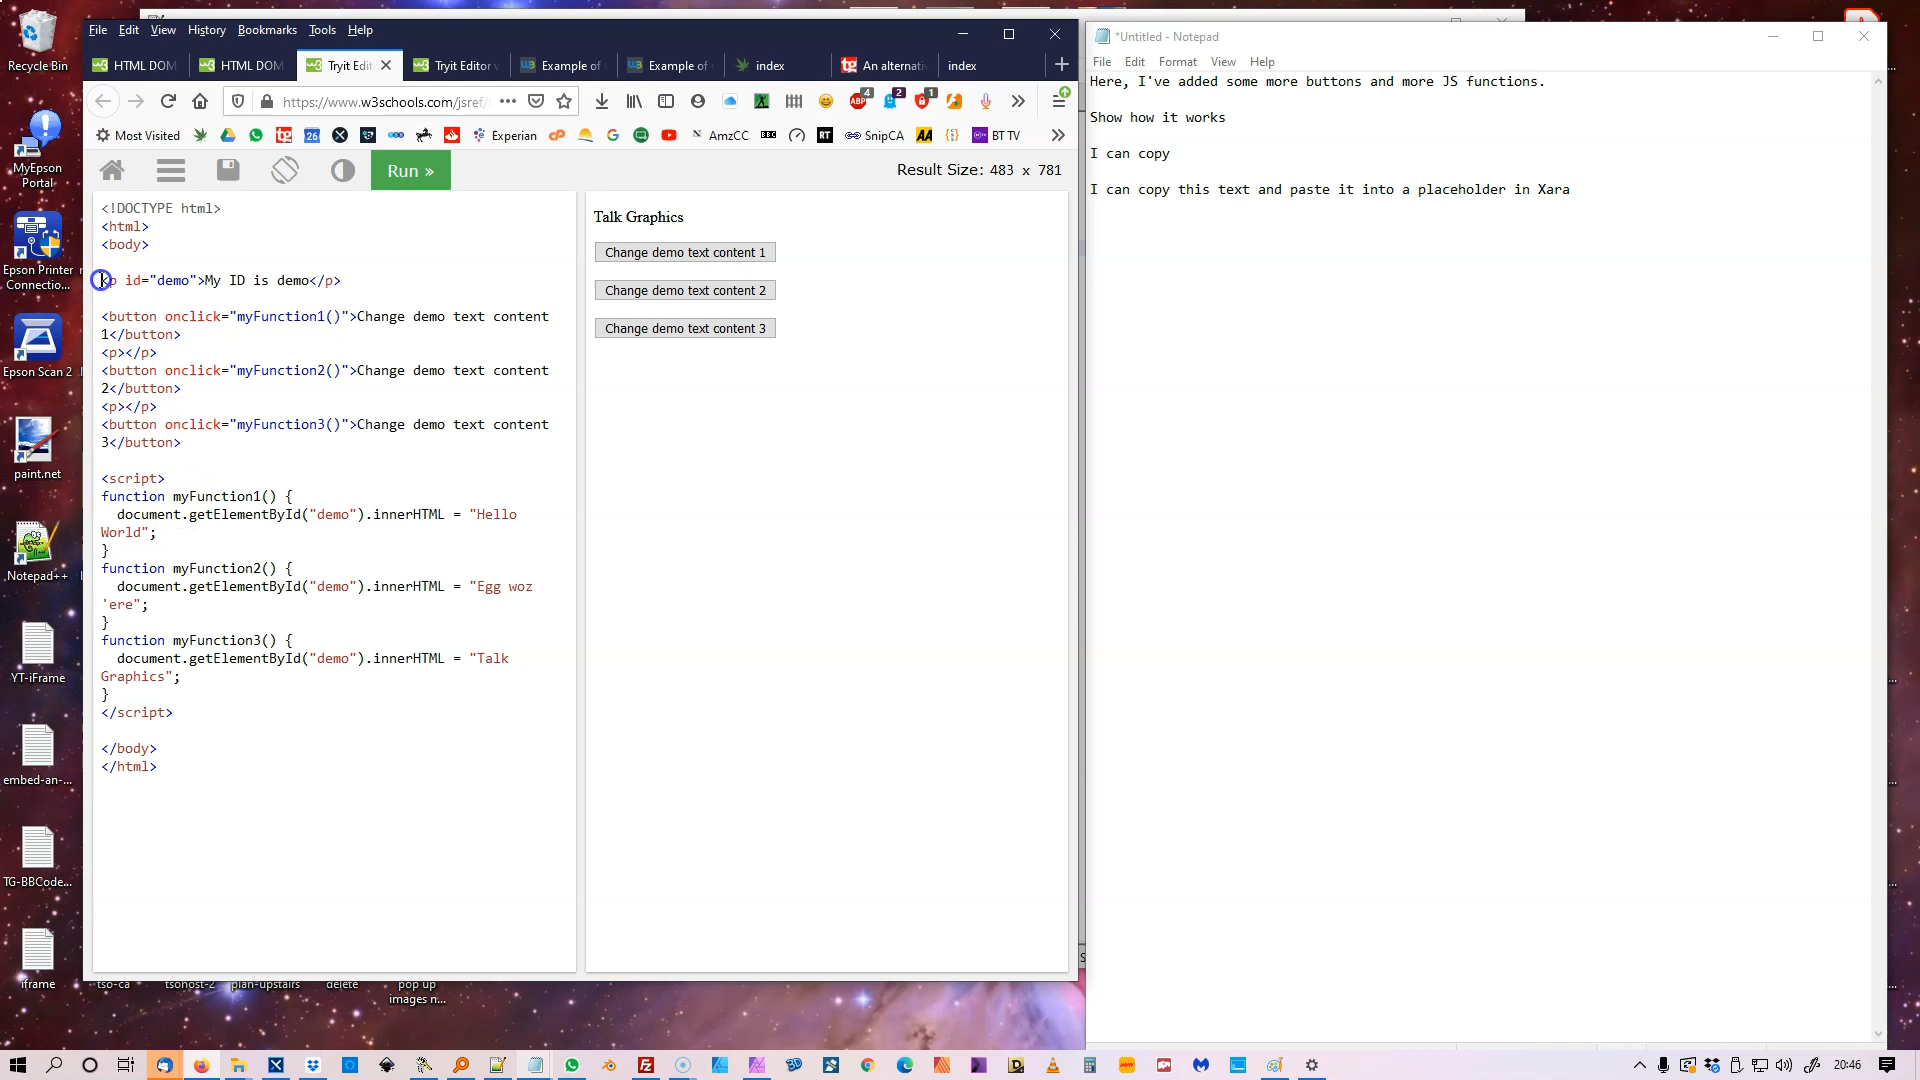 Recycle Bin
MyEpson
Portal
Epson Printer
Connectio...
Epson Scan 2
paint.net
Notepad++
YT-iFrame
embed-an-...
TG-BBCode...
iframe
File Edit View History Bookmarks Tools Help
HTML DOM HTML DOM Tryit Edit Tryit Editor v Example of Example of index An alternati index
https://www.w3schools.com/jsref/
4 2 1
Most Visited 26 Experian AmzCC BBC RT SnipCA AA BT TV
Run »
Result Size: 483 x 781
<!DOCTYPE html>
<html>
<body>
<p id="demo">My ID is demo</p>
<button onclick="myFunction1()">Change demo text content
1</button>
<p></p>
<button onclick="myFunction2()">Change demo text content
2</button>
<p></p>
<button onclick="myFunction3()">Change demo text content
3</button>
<script>
function myFunction1() {
document.getElementById("demo").innerHTML = "Hello
World";
}
function myFunction2() {
document.getElementById("demo").innerHTML = "Egg woz
'ere";
}
function myFunction3() {
document.getElementById("demo").innerHTML = "Talk
Graphics";
}
</script>
</body>
</html>
Talk Graphics
Change demo text content 1
Change demo text content 2
Change demo text content 3
tso-ca tsohost-2 plan-upstairs delete pop up
images n...
*Untitled - Notepad
File Edit Format View Help
Here, I've added some more buttons and more JS functions.
Show how it works
I can copy
I can copy this text and paste it into a placeholder in Xara
20:46